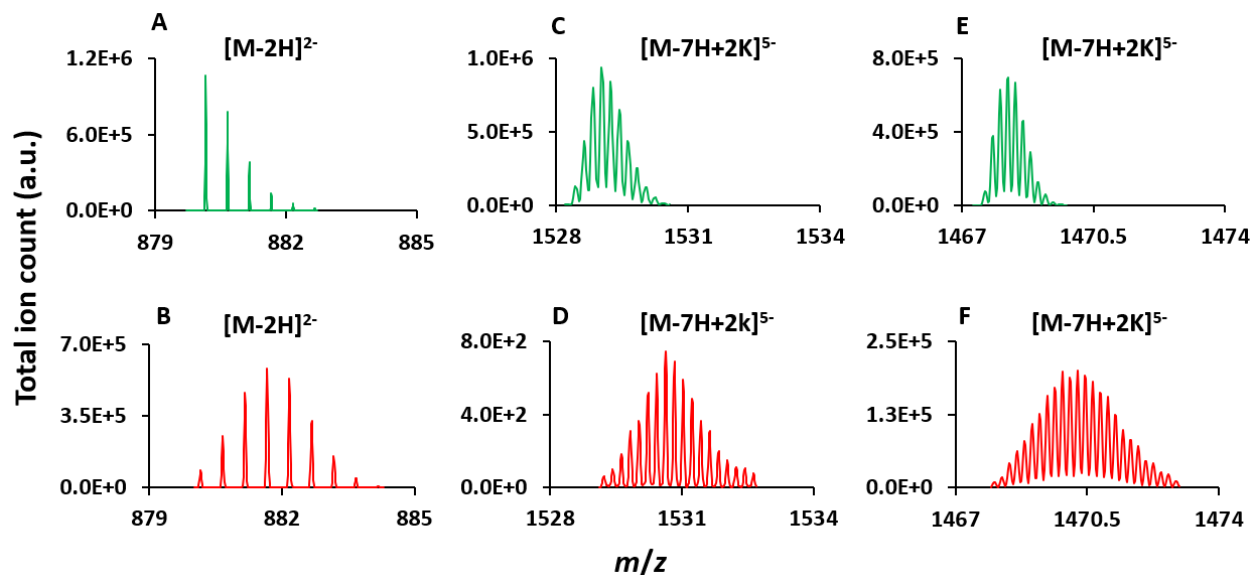 A
[M-2H]²⁻
1.2E+6
6.0E+5
0.0E+0
879
882
885
C
[M-7H+2K]⁵⁻
1.0E+6
5.0E+5
0.0E+0
1528
1531
1534
E
[M-7H+2K]⁵⁻
8.0E+5
4.0E+5
0.0E+0
1467
1470.5
1474
Total ion count (a.u.)
B
[M-2H]²⁻
7.0E+5
3.5E+5
0.0E+0
879
882
885
D
[M-7H+2k]⁵⁻
8.0E+2
4.0E+2
0.0E+0
1528
1531
1534
F
[M-7H+2K]⁵⁻
2.5E+5
1.3E+5
0.0E+0
1467
1470.5
1474
m/z